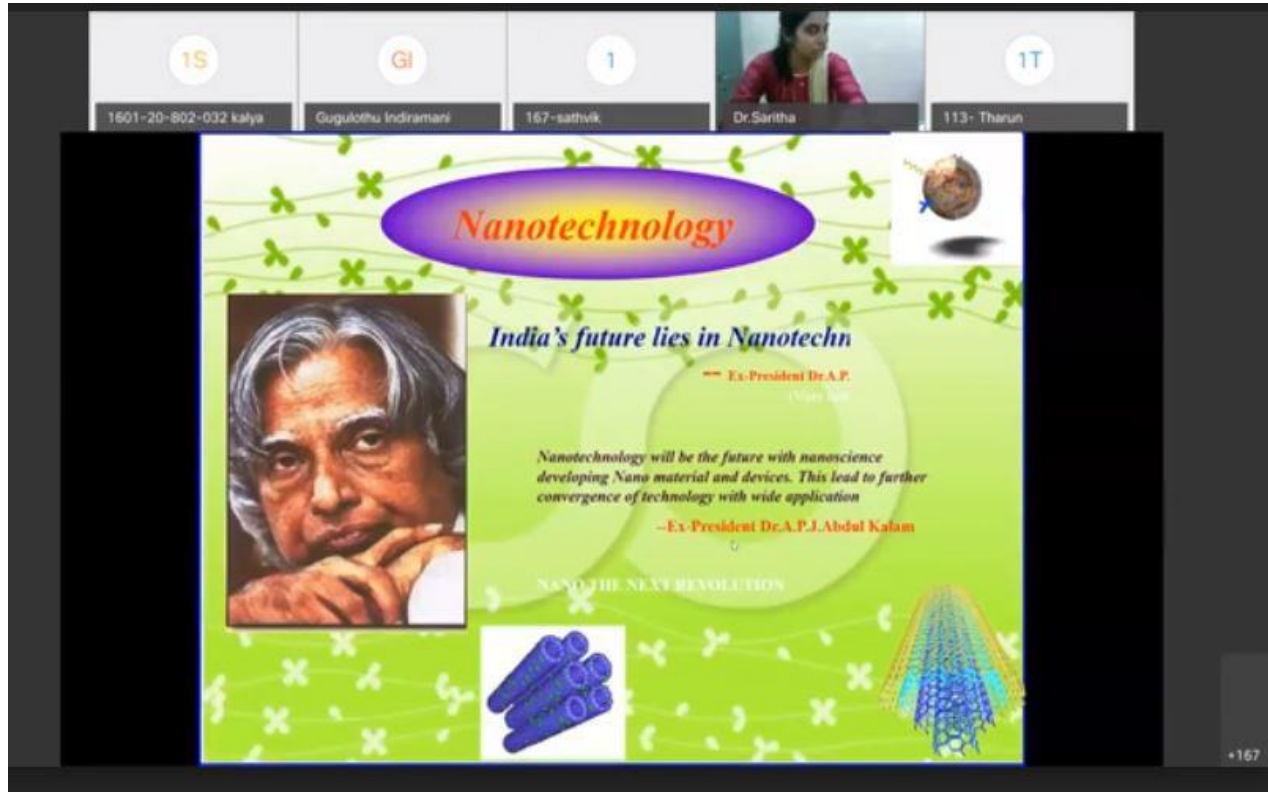 1S
GI
1
1T
1601-20-802-032 kalya
Gugulothu Indiramani
167-sathvik
Dr.Saritha
113- Tharun
Nanotechnology
India's future lies in Nanotechn
-- Ex-President Dr.A.P.
Nanotechnology will be the future with nanoscience
developing Nano material and devices. This lead to further
convergence of technology with wide application
--Ex-President Dr.A.P.J.Abdul Kalam
NANO THE NEXT REVOLUTION
+167